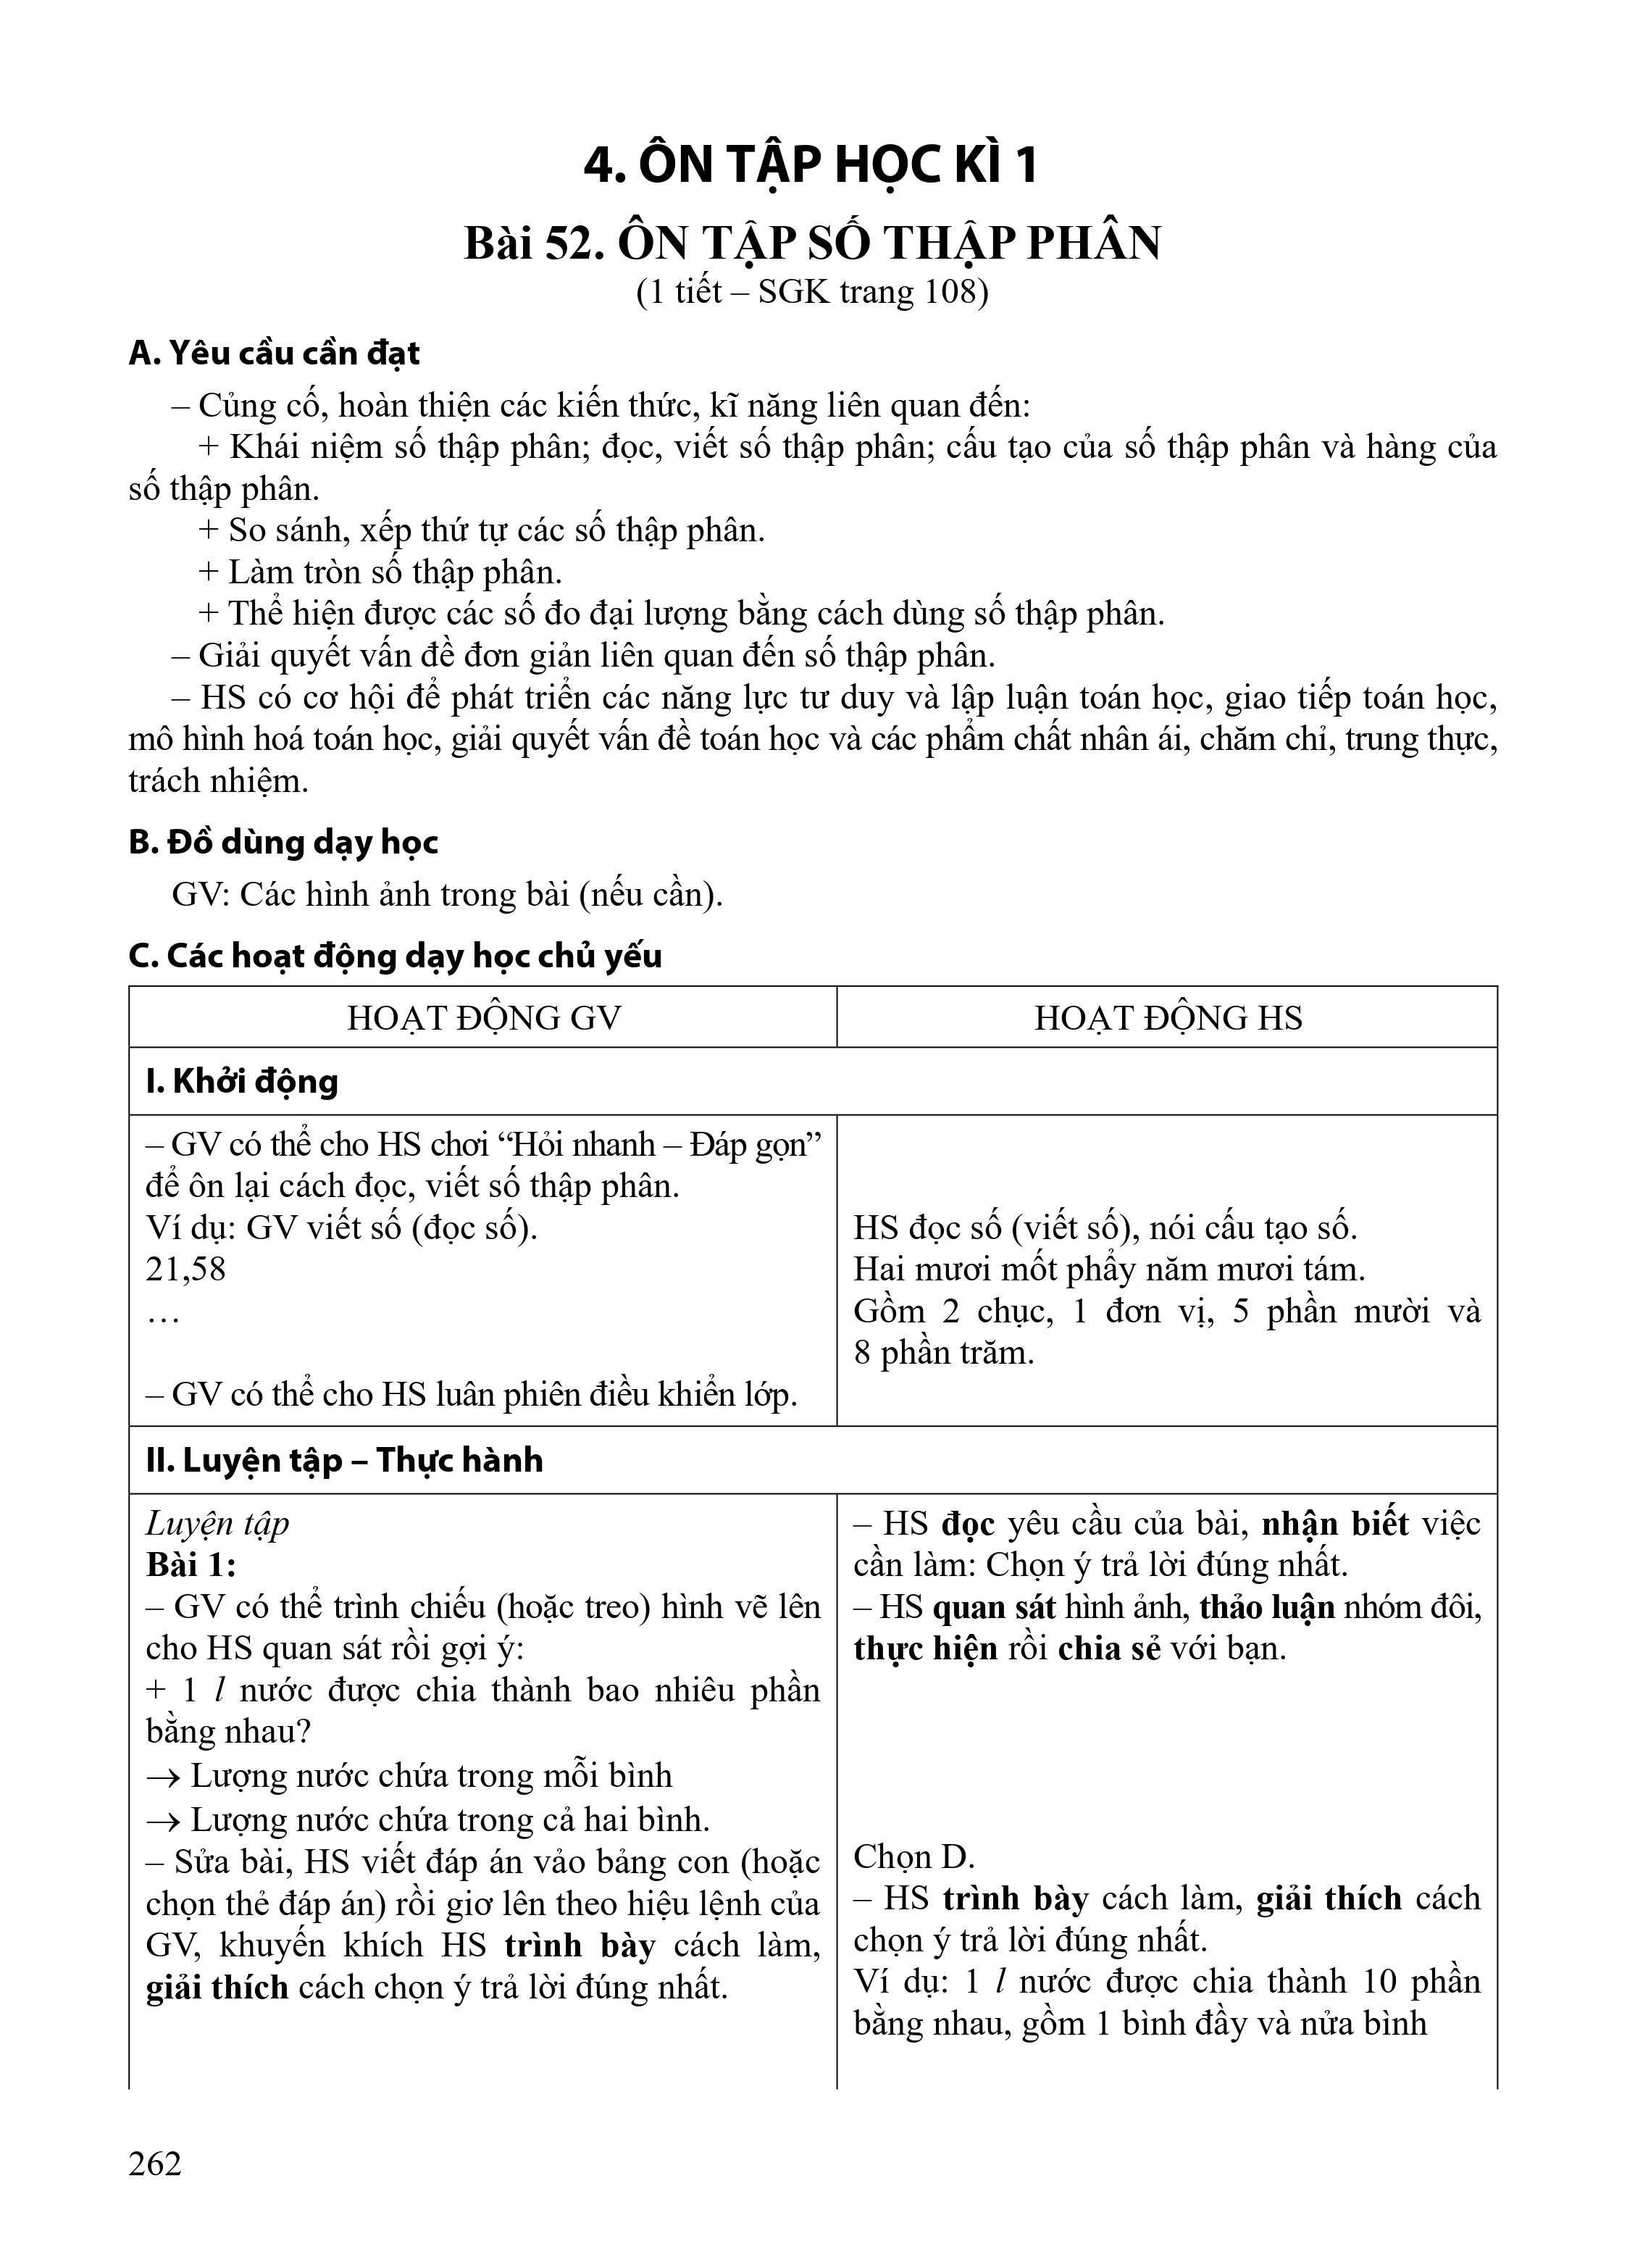 4. ÔN TẬP HỌC KÌ 1
Bài 52. ÔN TẬP SỐ THẬP PHÂN
(1 tiết – SGK trang 108)
A. Yêu cầu cần đạt
– Củng cố, hoàn thiện các kiến thức, kĩ năng liên quan đến:
+ Khái niệm số thập phân; đọc, viết số thập phân; cấu tạo của số thập phân và hàng của
số thập phân.
+ So sánh, xếp thứ tự các số thập phân.
+ Làm tròn số thập phân.
+ Thể hiện được các số đo đại lượng bằng cách dùng số thập phân.
– Giải quyết vấn đề đơn giản liên quan đến số thập phân.
– HS có cơ hội để phát triển các năng lực tư duy và lập luận toán học, giao tiếp toán học,
mô hình hoá toán học, giải quyết vấn đề toán học và các phẩm chất nhân ái, chăm chỉ, trung thực,
trách nhiệm.
B. Đồ dùng dạy học
GV: Các hình ảnh trong bài (nếu cần).
C. Các hoạt động dạy học chủ yếu
HOẠT ĐỘNG GV
HOẠT ĐỘNG HS
I. Khởi động
– GV có thể cho HS chơi “Hỏi nhanh – Đáp gọn”
để ôn lại cách đọc, viết số thập phân.
Ví dụ: GV viết số (đọc số).
21,58
…
– GV có thể cho HS luân phiên điều khiển lớp.
HS đọc số (viết số), nói cấu tạo số.
Hai mươi mốt phẩy năm mươi tám.
Gồm 2 chục, 1 đơn vị, 5 phần mười và
8 phần trăm.
II. Luyện tập – Thực hành
Luyện tập
Bài 1:
– GV có thể trình chiếu (hoặc treo) hình vẽ lên
cho HS quan sát rồi gợi ý:
+ 1 l nước được chia thành bao nhiêu phần
bằng nhau?
→ Lượng nước chứa trong mỗi bình
→ Lượng nước chứa trong cả hai bình.
– Sửa bài, HS viết đáp án vào bảng con (hoặc
chọn thẻ đáp án) rồi giơ lên theo hiệu lệnh của
GV, khuyến khích HS trình bày cách làm,
giải thích cách chọn ý trả lời đúng nhất.
– HS đọc yêu cầu của bài, nhận biết việc
cần làm: Chọn ý trả lời đúng nhất.
– HS quan sát hình ảnh, thảo luận nhóm đôi,
thực hiện rồi chia sẻ với bạn.
Chọn D.
– HS trình bày cách làm, giải thích cách
chọn ý trả lời đúng nhất.
Ví dụ: 1 l nước được chia thành 10 phần
bằng nhau, gồm 1 bình đầy và nửa bình
262